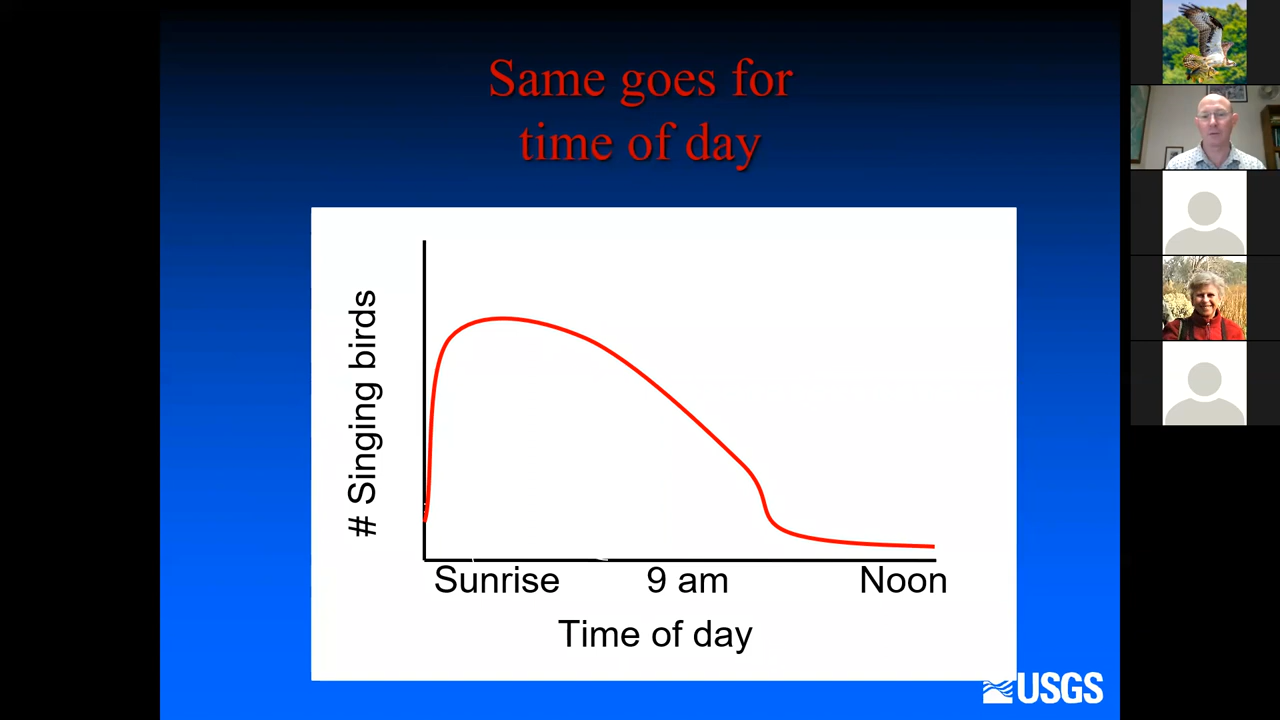 Same goes for
time of day
# Singing birds
Sunrise 9 am Noon
Time of day
USGS